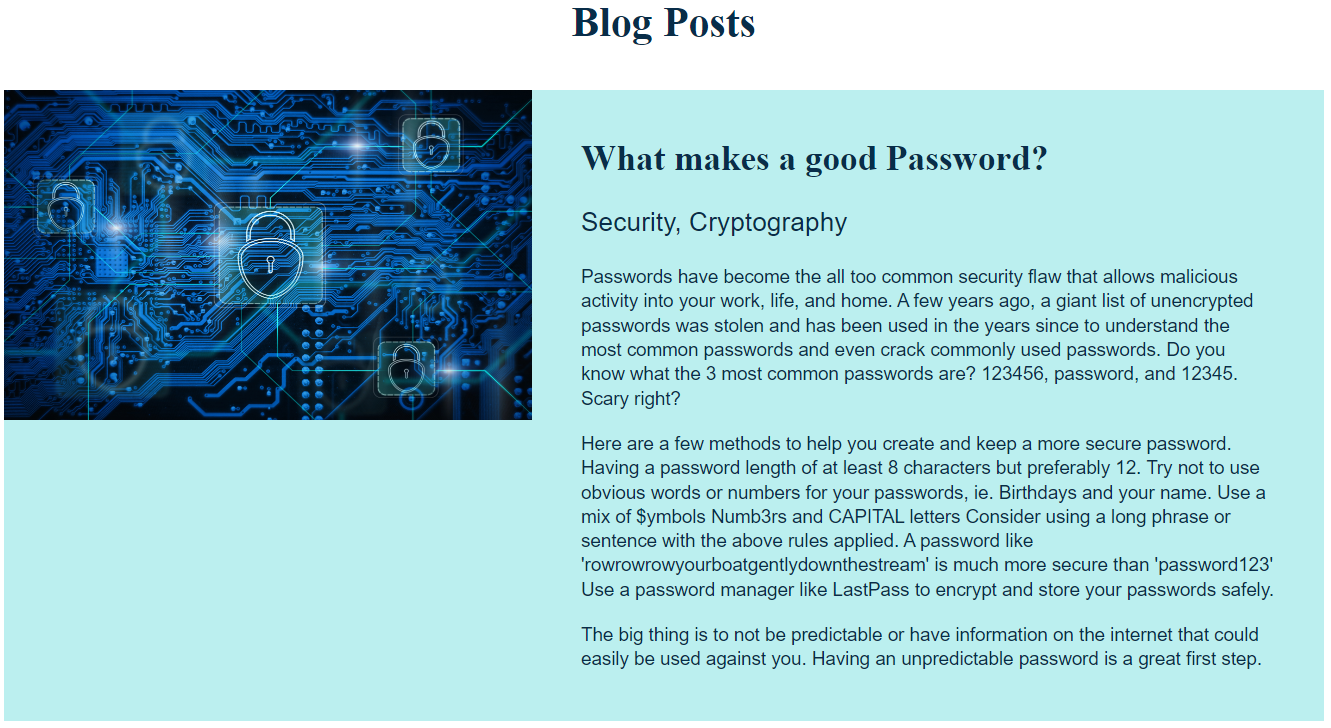 Blog Posts
What makes a good Password?
Security, Cryptography
Passwords have become the all too common security flaw that allows malicious
activity into your work, life, and home. A few years ago, a giant list of unencrypted
passwords was stolen and has been used in the years since to understand the
most common passwords and even crack commonly used passwords. Do you
know what the 3 most common passwords are? 123456, password, and 12345.
Scary right?
Here are a few methods to help you create and keep a more secure password.
Having a password length of at least 8 characters but preferably 12. Try not to use
obvious words or numbers for your passwords, ie. Birthdays and your name. Use a
mix of $ymbols Numb3rs and CAPITAL letters Consider using a long phrase or
sentence with the above rules applied. A password like
'rowrowrowyourboatgentlydownthestream' is much more secure than 'password123'
Use a password manager like LastPass to encrypt and store your passwords safely.
The big thing is to not be predictable or have information on the internet that could
easily be used against you. Having an unpredictable password is a great first step.